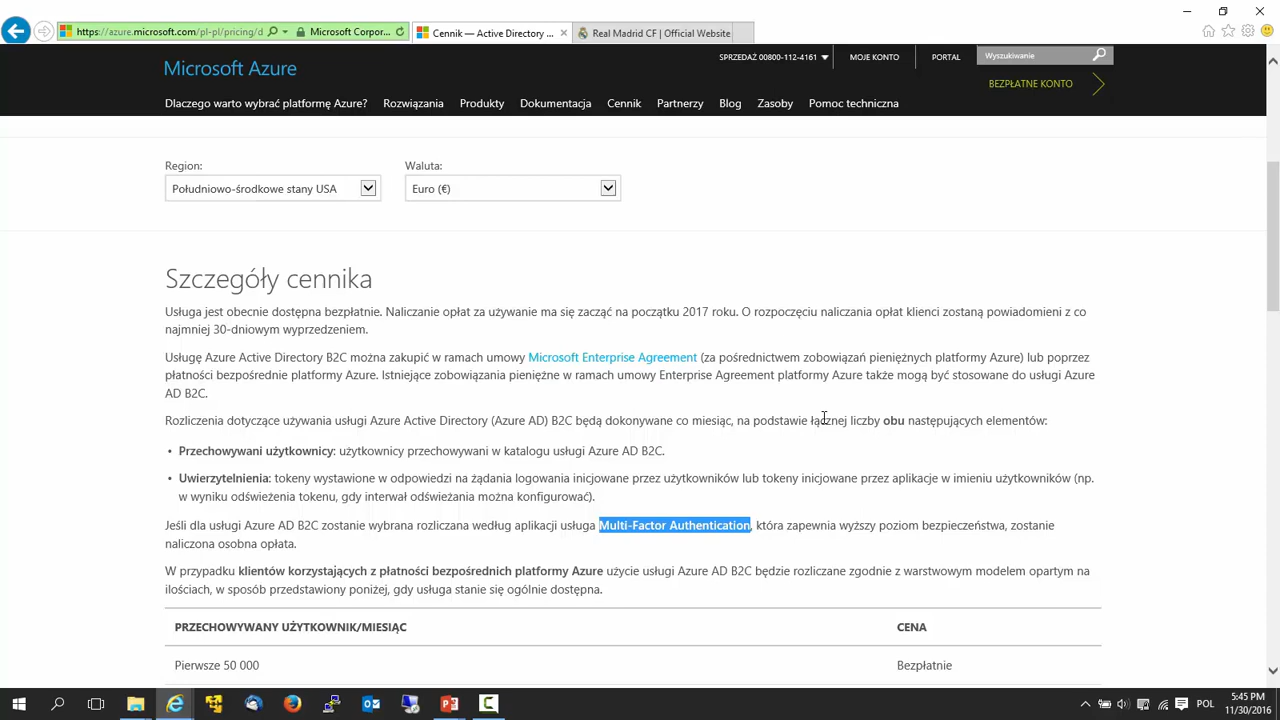 https://azure.microsoft.com/pl-pl/pricing/d
Microsoft Corpor...
Cennik — Active Directory ...
Real Madrid CF | Official Website
Microsoft Azure
SPRZEDAŻ 00800-112-4161
MOJE KONTO
PORTAL
Wyszukiwanie
BEZPŁATNE KONTO
Dlaczego warto wybrać platformę Azure? Rozwiązania Produkty Dokumentacja Cennik Partnerzy Blog Zasoby Pomoc techniczna
Region: Waluta:
Południowo-środkowe stany USA Euro (€)
Szczegóły cennika
Usługa jest obecnie dostępna bezpłatnie. Naliczanie opłat za używanie ma się zacząć na początku 2017 roku. O rozpoczęciu naliczania opłat klienci zostaną powiadomieni z co
najmniej 30-dniowym wyprzedzeniem.
Usługę Azure Active Directory B2C można zakupić w ramach umowy Microsoft Enterprise Agreement (za pośrednictwem zobowiązań pieniężnych platformy Azure) lub poprzez
płatności bezpośrednie platformy Azure. Istniejące zobowiązania pieniężne w ramach umowy Enterprise Agreement platformy Azure także mogą być stosowane do usługi Azure
AD B2C.
Rozliczenia dotyczące używania usługi Azure Active Directory (Azure AD) B2C będą dokonywane co miesiąc, na podstawie łącznej liczby obu następujących elementów:
• Przechowywani użytkownicy: użytkownicy przechowywani w katalogu usługi Azure AD B2C.
• Uwierzytelnienia: tokeny wystawione w odpowiedzi na żądania logowania inicjowane przez użytkowników lub tokeny inicjowane przez aplikacje w imieniu użytkowników (np.
w wyniku odświeżenia tokenu, gdy interwał odświeżania można konfigurować).
Jeśli dla usługi Azure AD B2C zostanie wybrana rozliczana według aplikacji usługa Multi-Factor Authentication, która zapewnia wyższy poziom bezpieczeństwa, zostanie
naliczona osobna opłata.
W przypadku klientów korzystających z płatności bezpośrednich platformy Azure użycie usługi Azure AD B2C będzie rozliczane zgodnie z warstwowym modelem opartym na
ilościach, w sposób przedstawiony poniżej, gdy usługa stanie się ogólnie dostępna.
PRZECHOWYWANY UŻYTKOWNIK/MIESIĄC CENA
Pierwsze 50 000 Bezpłatnie
POL
5:45 PM
11/30/2016